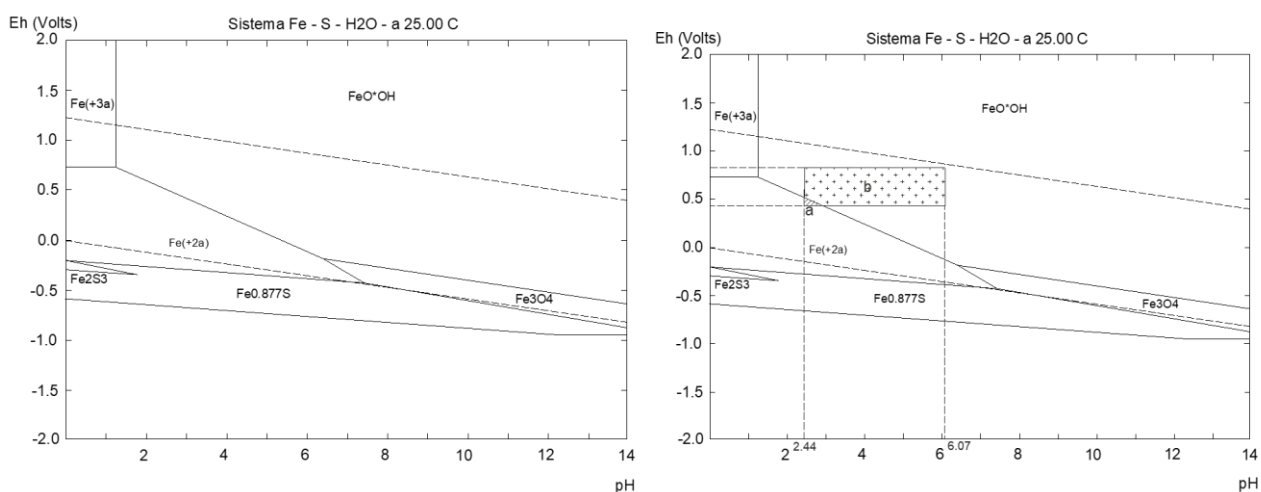 Eh (Volts)
Sistema Fe - S - H2O - a 25.00 C
2.0
1.5
1.0
0.5
0.0
-0.5
-1.0
-1.5
-2.0
Fe(+3a)
FeO*OH
Fe(+2a)
Fe2S3
Fe0.877S
Fe3O4
2 4 6 8 10 12 14
pH
Eh (Volts)
Sistema Fe - S - H2O - a 25.00 C
2.0
1.5
1.0
0.5
0.0
-0.5
-1.0
-1.5
-2.0
Fe(+3a)
FeO*OH
b
a
Fe(+2a)
Fe2S3
Fe0.877S
Fe3O4
2 2.44 4 6 6.07 8 10 12 14
pH